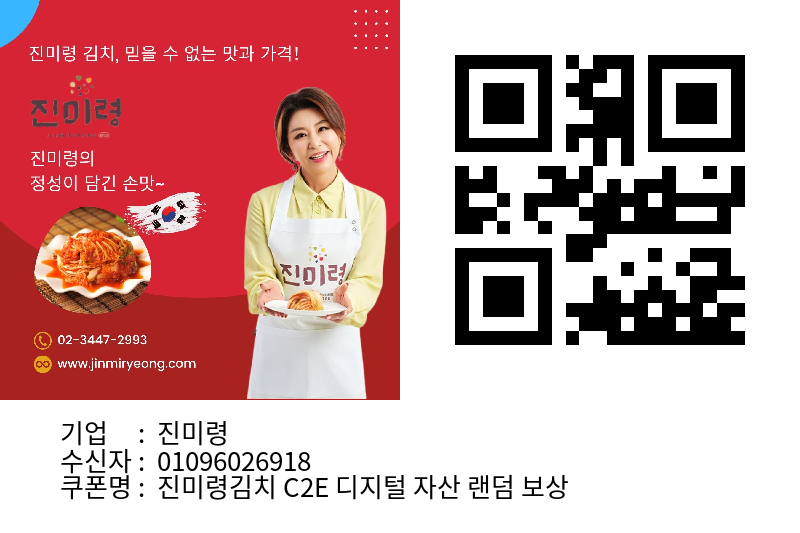 진미령 김치, 믿을 수 없는 맛과 가격!
진미령
진미령의
정성이 담긴 손맛~
진미령
02-3447-2993
www.jinmiryeong.com
기업 : 진미령
수신자 : 01096026918
쿠폰명 : 진미령김치 C2E 디지털 자산 랜덤 보상